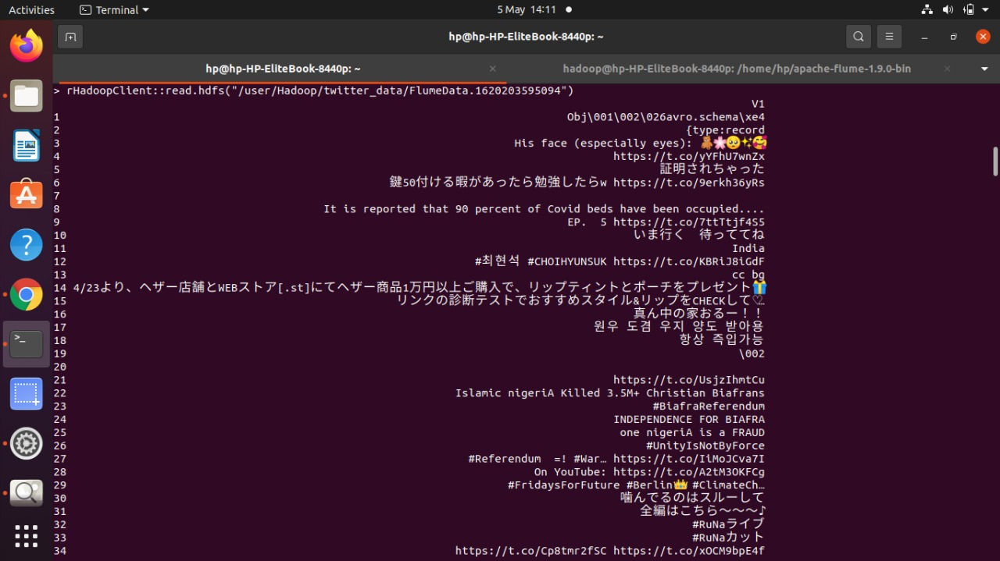 Activities
Terminal
5 May 14:11
hp@hp-HP-EliteBook-8440p: ~
hp@hp-HP-EliteBook-8440p: ~
hadoop@hp-HP-EliteBook-8440p: /home/hp/apache-flume-1.9.0-bin
> rHadoopClient::read.hdfs("/user/Hadoop/twitter_data/FlumeData.1620203595094")
V1
1 Obj\001\002\026avro.schema\xe4
2 {type:record
3 His face (especially eyes): 🧸🌸🥺✨🥰
4 https://t.co/yYFhU7wnZx
5 証明されちゃった
6 鍵50付ける暇があったら勉強したらw https://t.co/9erkh36yRs
7
8 It is reported that 90 percent of Covid beds have been occupied....
9 EP.  5 https://t.co/7ttTtjf4S5
10 いま行く　待っててね
11 India
12 #최현석 #CHOIHYUNSUK https://t.co/KBRiJ8iGdF
13 cc bg
14 4/23より、ヘザー店舗とWEBストア[.st]にてヘザー商品1万円以上ご購入で、リップティントとポーチをプレゼント🎁
15 リンクの診断テストでおすすめスタイル&リップをCHECKして♡…
16 真ん中の家おるー！！
17 원우 도겸 우지 양도 받아용
18 항상 즉입가능
19 \002
20
21 https://t.co/UsjzIhmtCu
22 Islamic nigeriA Killed 3.5M+ Christian Biafrans
23 #BiafraReferendum
24 INDEPENDENCE FOR BIAFRA
25 one nigeriA is a FRAUD
26 #UnityIsNotByForce
27 #Referendum  =! #War… https://t.co/IiMoJCva7I
28 On YouTube: https://t.co/A2tM3OKFCg
29 #FridaysForFuture #Berlin👑 #ClimateCh…
30 噛んでるのはスルーして
31 全編はこちら〜〜〜♪
32 #RuNaライブ
33 #RuNaカット
34 https://t.co/Cp8tmr2fSC https://t.co/xOCM9bpE4f